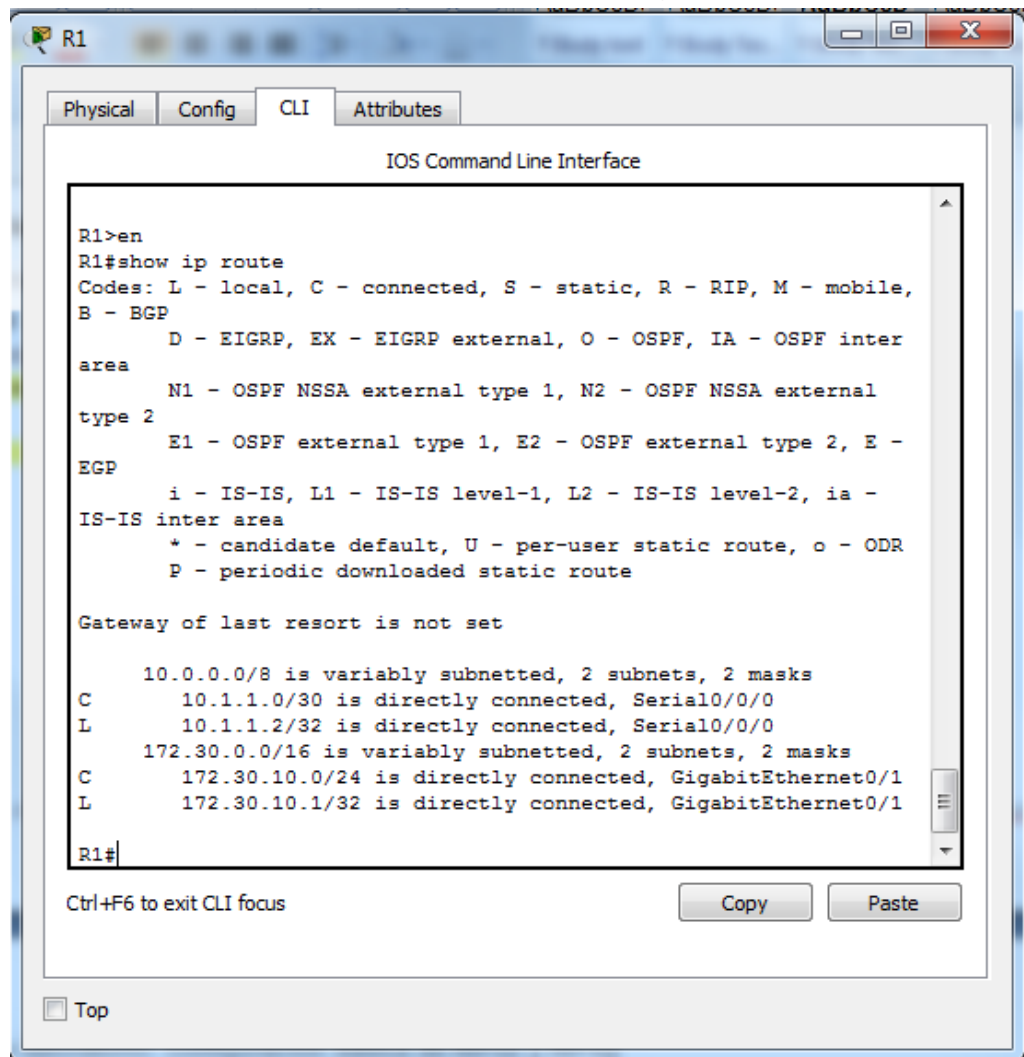 R1
Physical Config CLI Attributes
IOS Command Line Interface
R1>en
R1#show ip route
Codes: L - local, C - connected, S - static, R - RIP, M - mobile,
B - BGP
D - EIGRP, EX - EIGRP external, O - OSPF, IA - OSPF inter
area
N1 - OSPF NSSA external type 1, N2 - OSPF NSSA external
type 2
E1 - OSPF external type 1, E2 - OSPF external type 2, E -
EGP
i - IS-IS, L1 - IS-IS level-1, L2 - IS-IS level-2, ia -
IS-IS inter area
* - candidate default, U - per-user static route, o - ODR
P - periodic downloaded static route
Gateway of last resort is not set
10.0.0.0/8 is variably subnetted, 2 subnets, 2 masks
C 10.1.1.0/30 is directly connected, Serial0/0/0
L 10.1.1.2/32 is directly connected, Serial0/0/0
172.30.0.0/16 is variably subnetted, 2 subnets, 2 masks
C 172.30.10.0/24 is directly connected, GigabitEthernet0/1
L 172.30.10.1/32 is directly connected, GigabitEthernet0/1
R1#
Ctrl+F6 to exit CLI focus
Copy Paste
Top